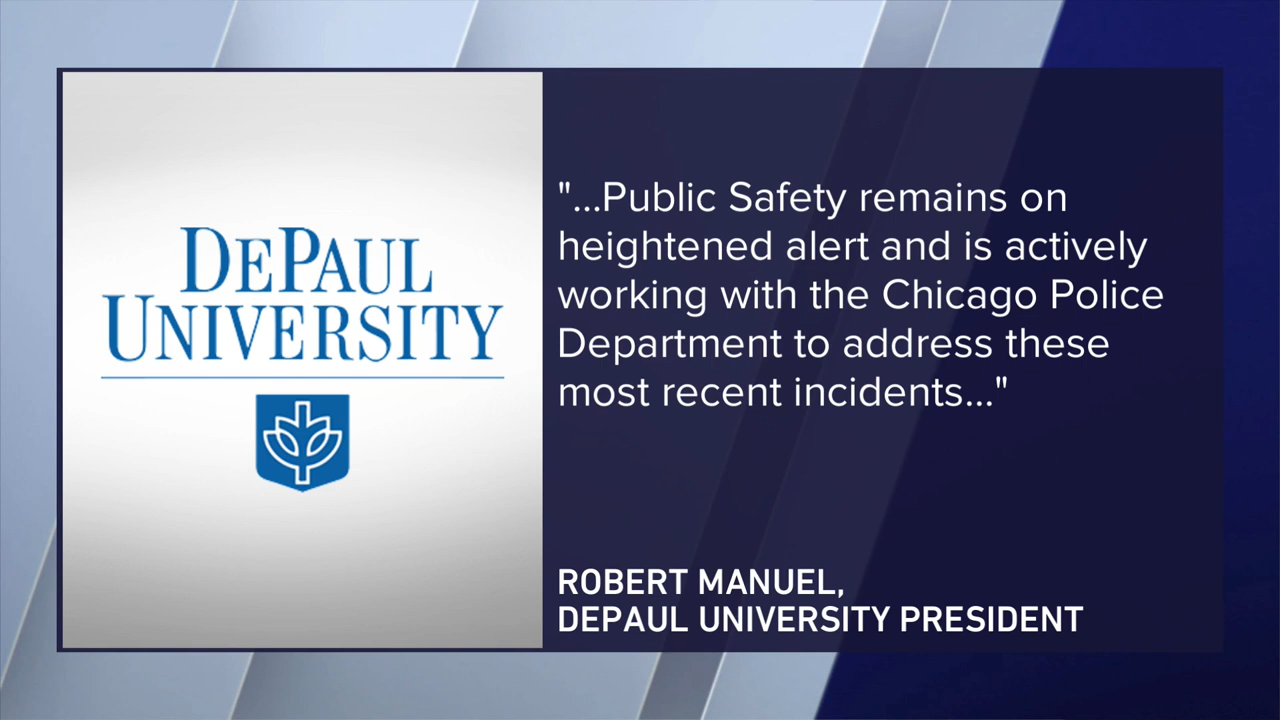 DEPAUL
UNIVERSITY
"...Public Safety remains on
heightened alert and is actively
working with the Chicago Police
Department to address these
most recent incidents..."
ROBERT MANUEL,
DEPAUL UNIVERSITY PRESIDENT